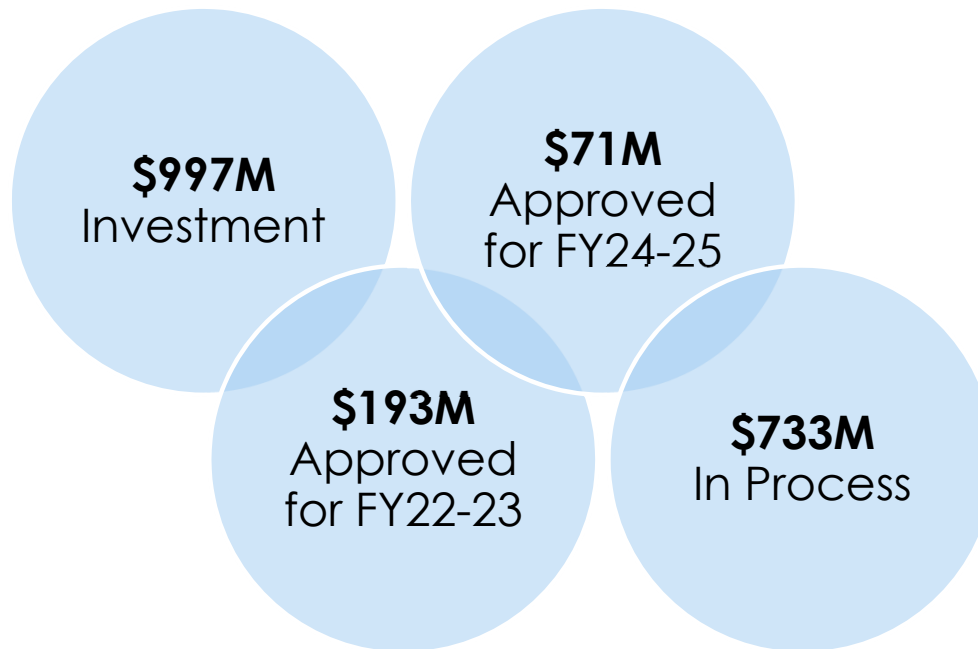 $997M
Investment
$193M
Approved
for FY22-23
$71M
Approved
for FY24-25
$733M
In Process